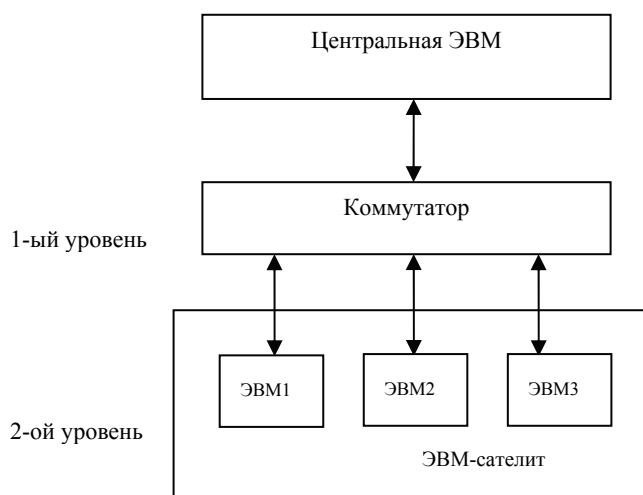 Центральная ЭВМ
Коммутатор
1-ый уровень
ЭВМ1
ЭВМ2
ЭВМ3
2-ой уровень
ЭВМ-сателит